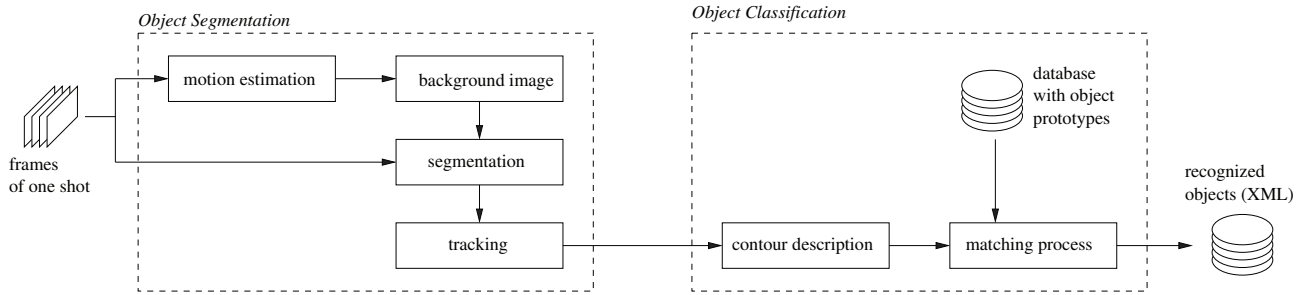 Object Segmentation
Object Classification
motion estimation
background image
database
with object
prototypes
frames
of one shot
segmentation
recognized
objects (XML)
tracking
contour description
matching process